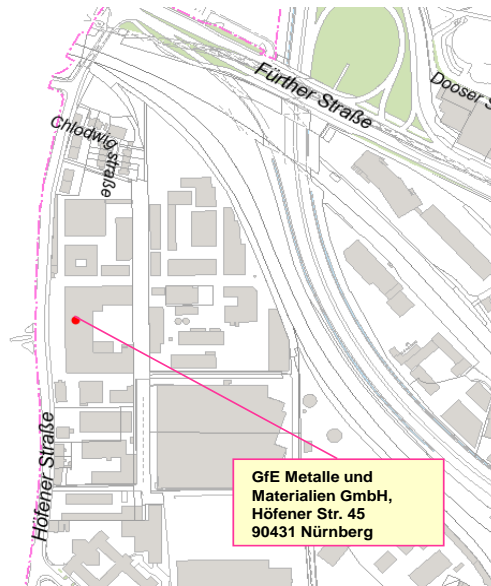 Fürther Straße
Dooser S
Chlodwig
straße
Höfener Straße
GfE Metalle und
Materialien GmbH,
Höfener Str. 45
90431 Nürnberg